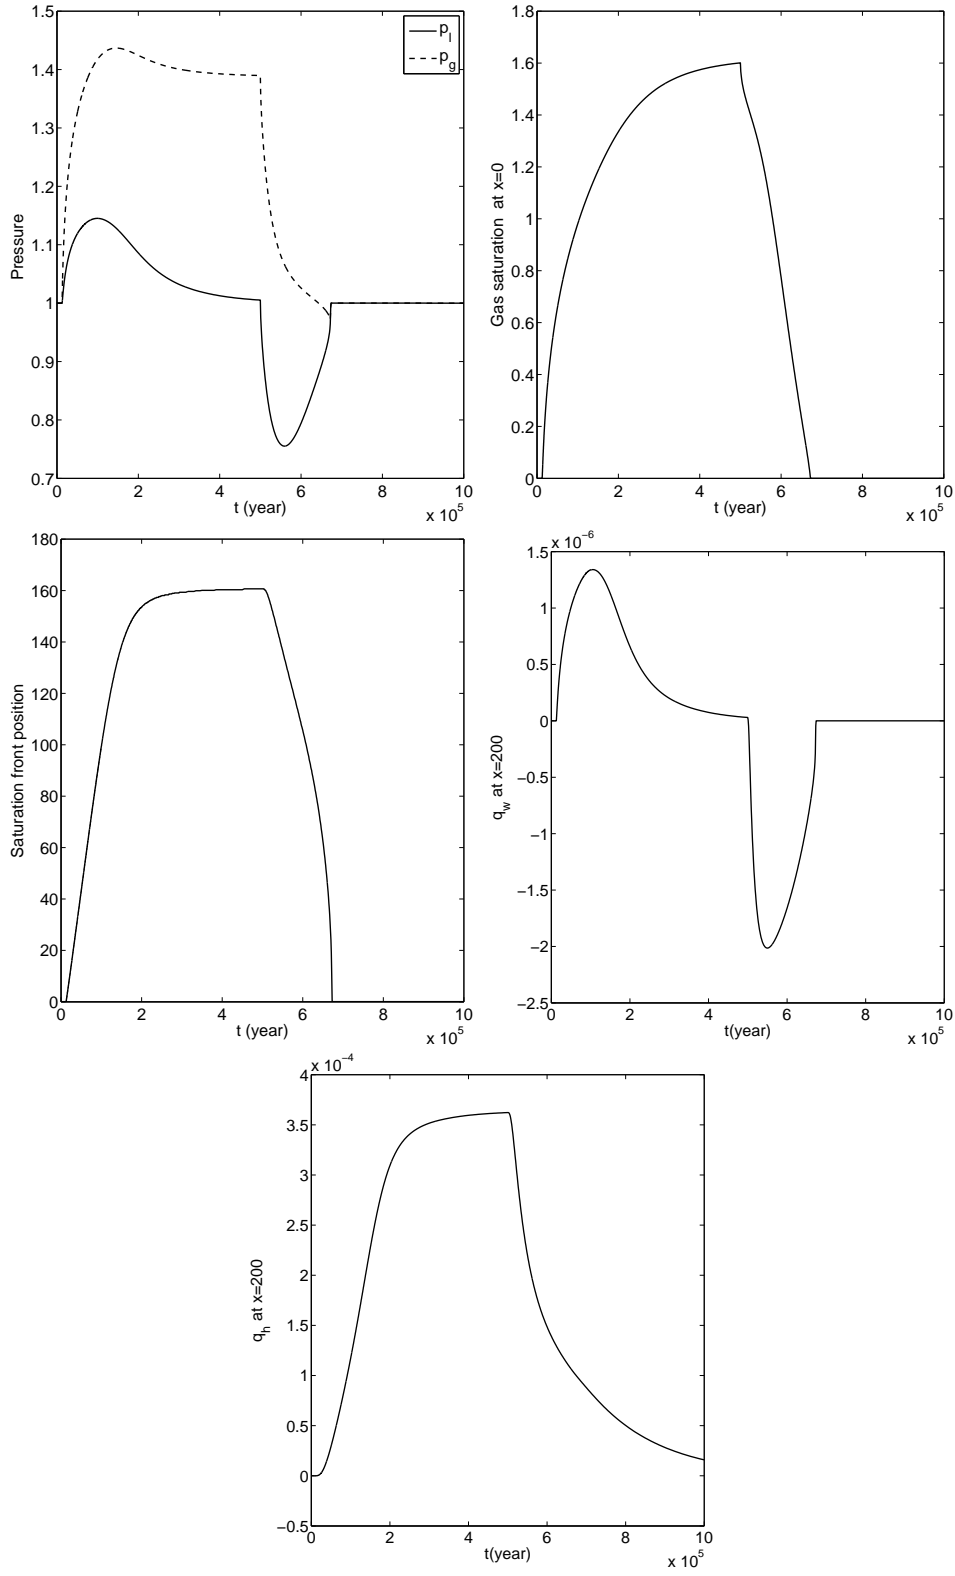 1.5
1.4
1.3
1.2
1.1
1
0.9
0.8
0.7
Pressure
p_l
p_g
0 2 4 6 8 10
t (year)
x 10^5
1.8
1.6
1.4
1.2
1
0.8
0.6
0.4
0.2
0
Gas saturation at x=0
0 2 4 6 8 10
t (year)
x 10^5
180
160
140
120
100
80
60
40
20
0
Saturation front position
0 2 4 6 8 10
t (year)
x 10^5
x 10^−6
1.5
1
0.5
0
−0.5
−1
−1.5
−2
−2.5
q_w at x=200
0 2 4 6 8 10
t(year)
x 10^5
x 10^−4
4
3.5
3
2.5
2
1.5
1
0.5
0
−0.5
q_h at x=200
0 2 4 6 8 10
t(year)
x 10^5